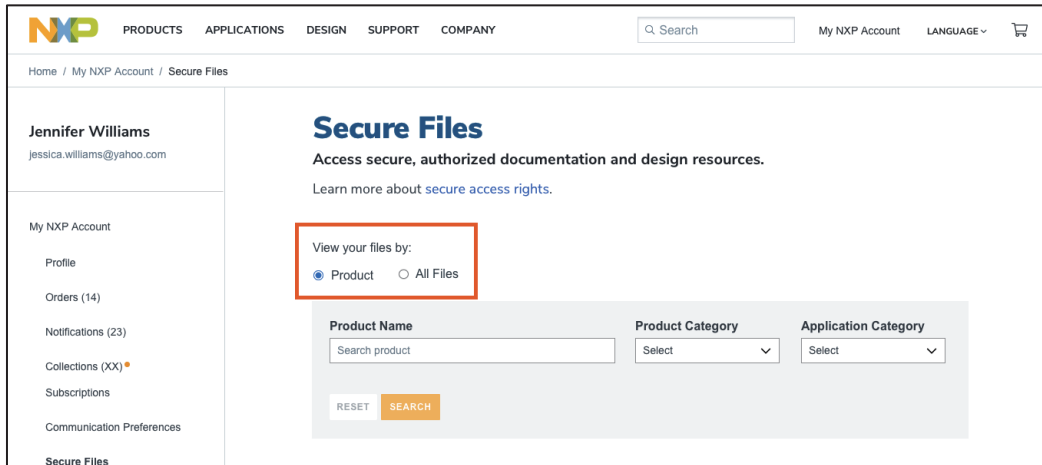 NXP PRODUCTS APPLICATIONS DESIGN SUPPORT COMPANY Search My NXP Account LANGUAGE
Home / My NXP Account / Secure Files
Jennifer Williams
jessica.williams@yahoo.com
My NXP Account
Profile
Orders (14)
Notifications (23)
Collections (XX)
Subscriptions
Communication Preferences
Secure Files
Secure Files
Access secure, authorized documentation and design resources.
Learn more about secure access rights.
View your files by:
Product All Files
Product Name Product Category Application Category
Search product Select Select
RESET SEARCH